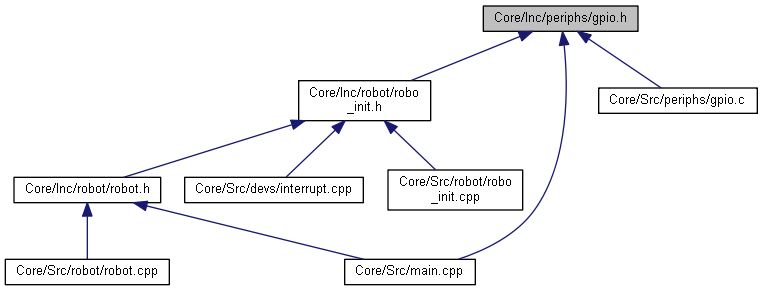 Core/Inc/periphs/gpio.h
Core/Inc/robot/robo
_init.h
Core/Src/periphs/gpio.c
Core/Inc/robot/robot.h
Core/Src/devs/interrupt.cpp
Core/Src/robot/robo
_init.cpp
Core/Src/robot/robot.cpp
Core/Src/main.cpp